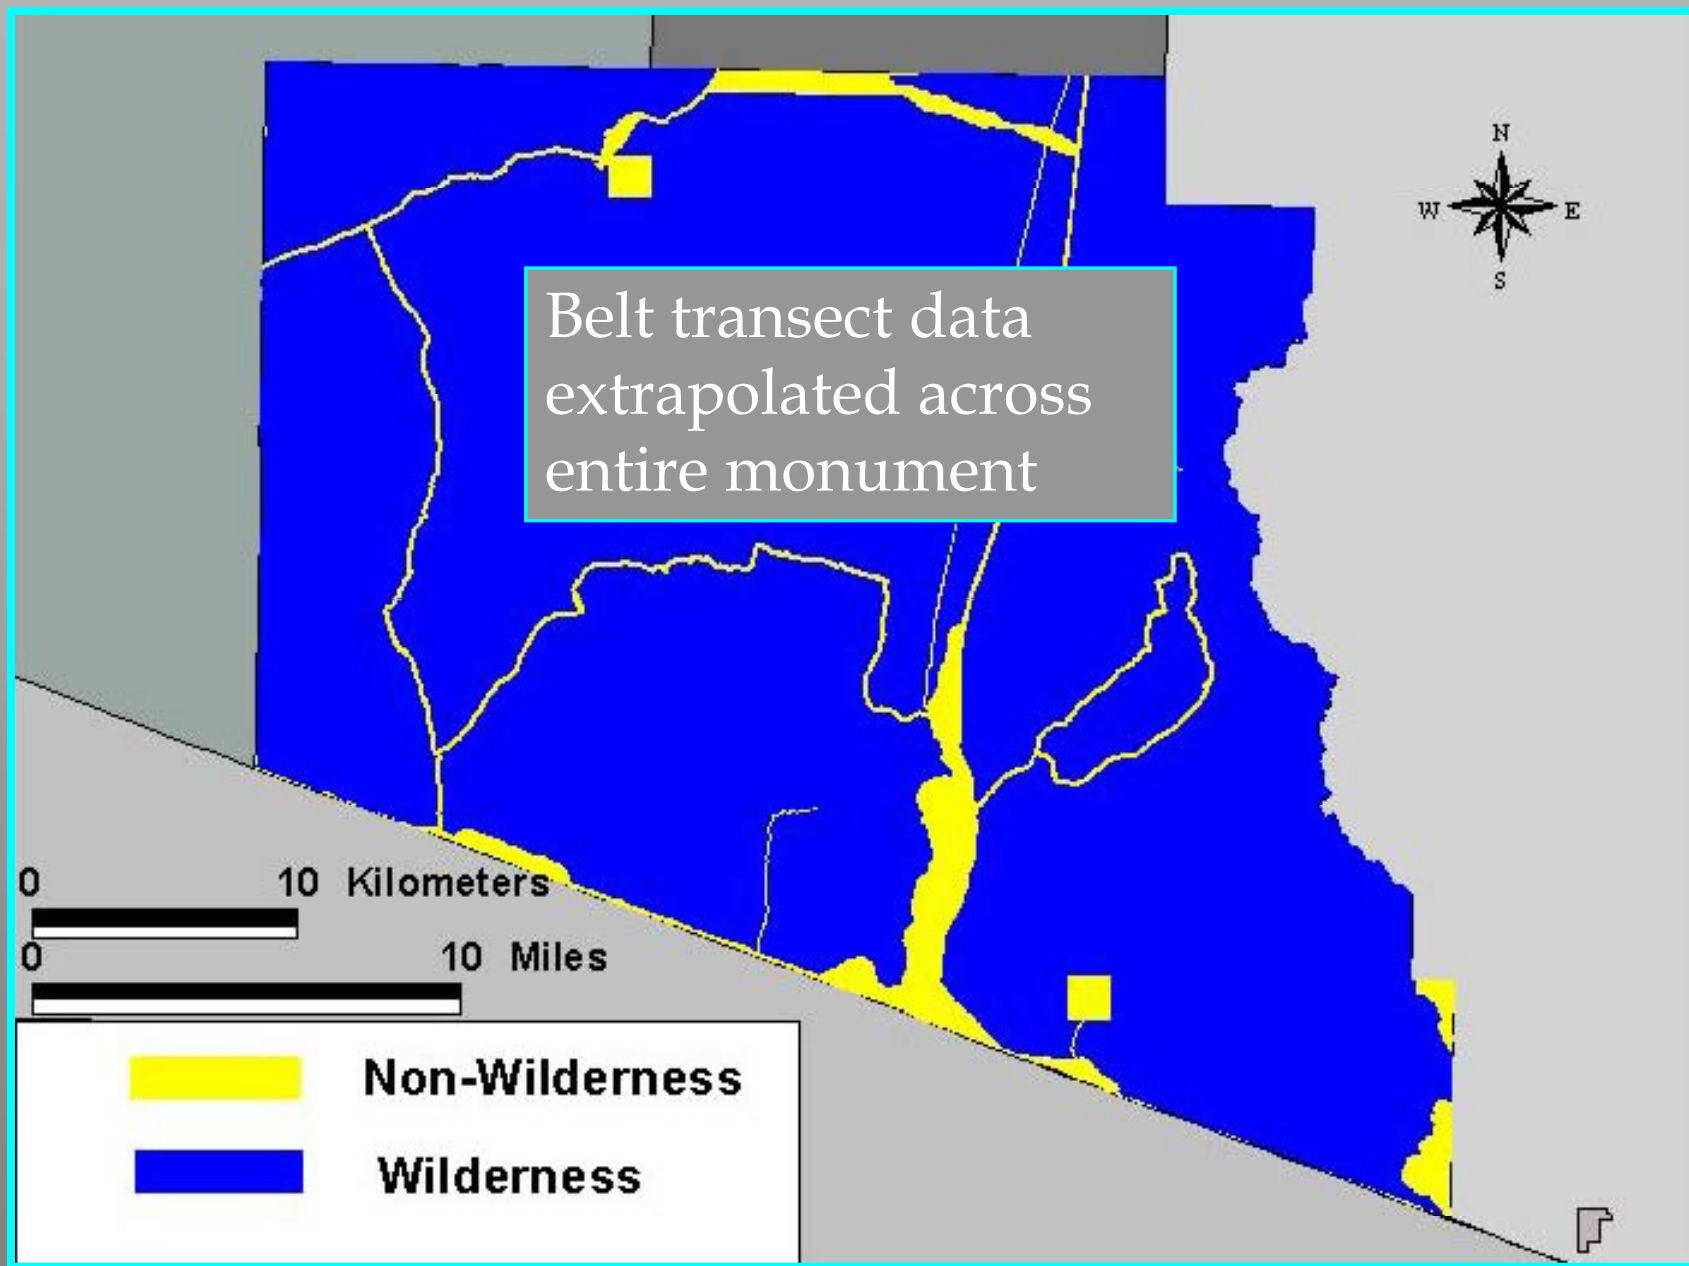 N
W E
S
Belt transect data
extrapolated across
entire monument
0 10 Kilometers
0 10 Miles
Non-Wilderness
Wilderness